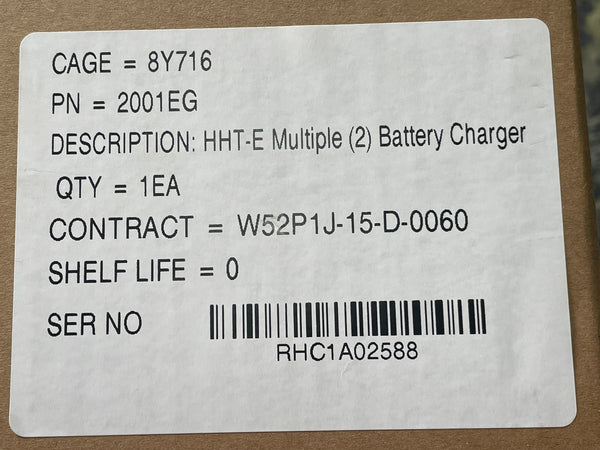 CAGE = 8Y716
PN = 2001EG
DESCRIPTION: HHT-E Multiple (2) Battery Charger
QTY = 1EA
CONTRACT = W52P1J-15-D-0060
SHELF LIFE = 0
SER NO
RHC1A02588